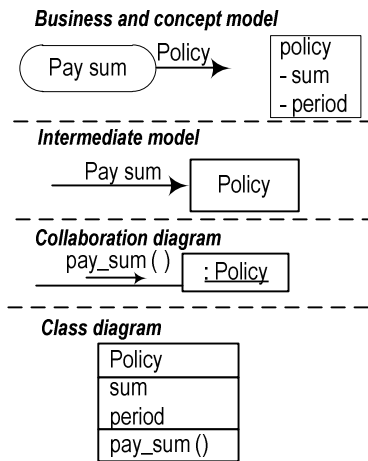 Business and concept model
Pay sum
Policy
policy
- sum
- period
Intermediate model
Pay sum
Policy
Collaboration diagram
pay_sum ( )
: Policy
Class diagram
Policy
sum
period
pay_sum ()